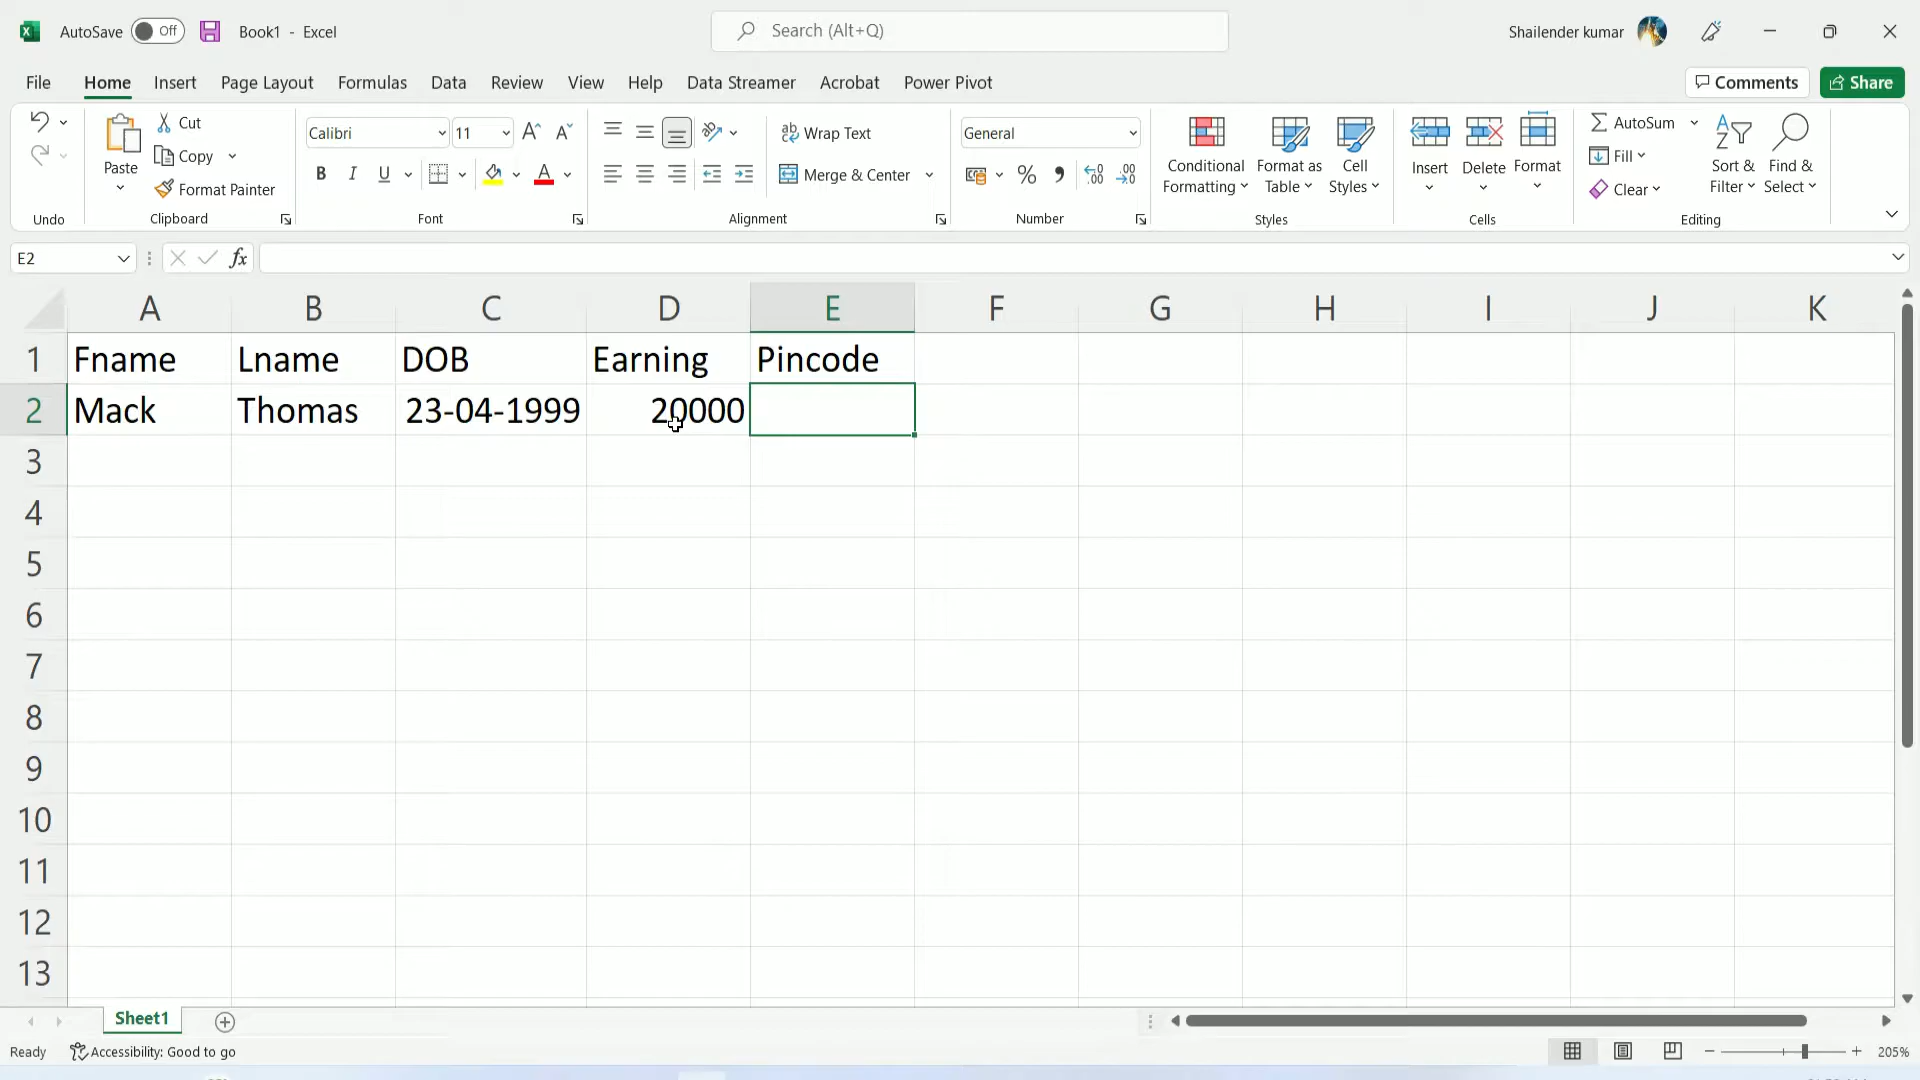 AutoSave Off Book1 - Excel Search (Alt+Q) Shailender kumar
File Home Insert Page Layout Formulas Data Review View Help Data Streamer Acrobat Power Pivot Comments Share
Paste Cut Copy Format Painter
Calibri 11
B I U A
Wrap Text
Merge & Center
General
Conditional Formatting
Format as Table
Cell Styles
Insert Delete Format
AutoSum
Fill
Clear
Sort & Filter
Find & Select
Undo Clipboard Font Alignment Number Styles Cells Editing
E2 fx
A B C D E F G H I J K
1 Fname Lname DOB Earning Pincode
2 Mack Thomas 23-04-1999 20000
3
4
5
6
7
8
9
10
11
12
13
Sheet1
Ready Accessibility: Good to go 205%